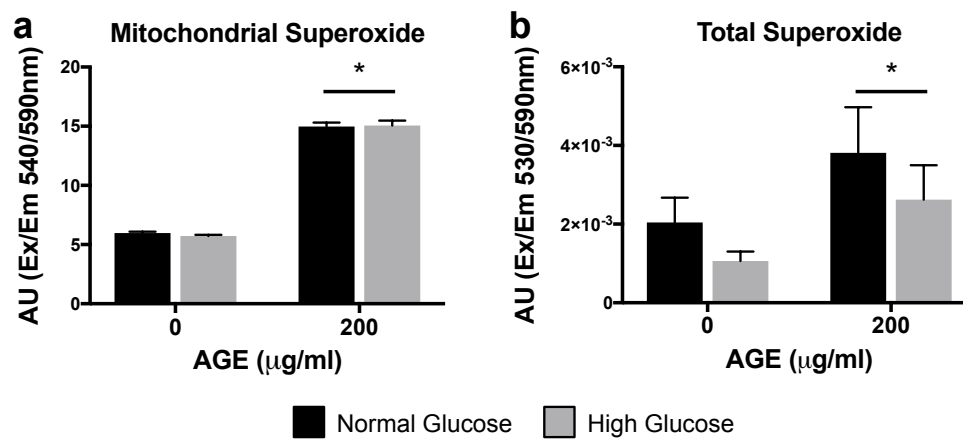 a
Mitochondrial Superoxide
AU (Ex/Em 540/590nm)
20
15
10
5
0
*
0
200
AGE (μg/ml)
b
Total Superoxide
AU (Ex/Em 530/590nm)
6×10⁻³
4×10⁻³
2×10⁻³
0
*
0
200
AGE (μg/ml)
Normal Glucose
High Glucose